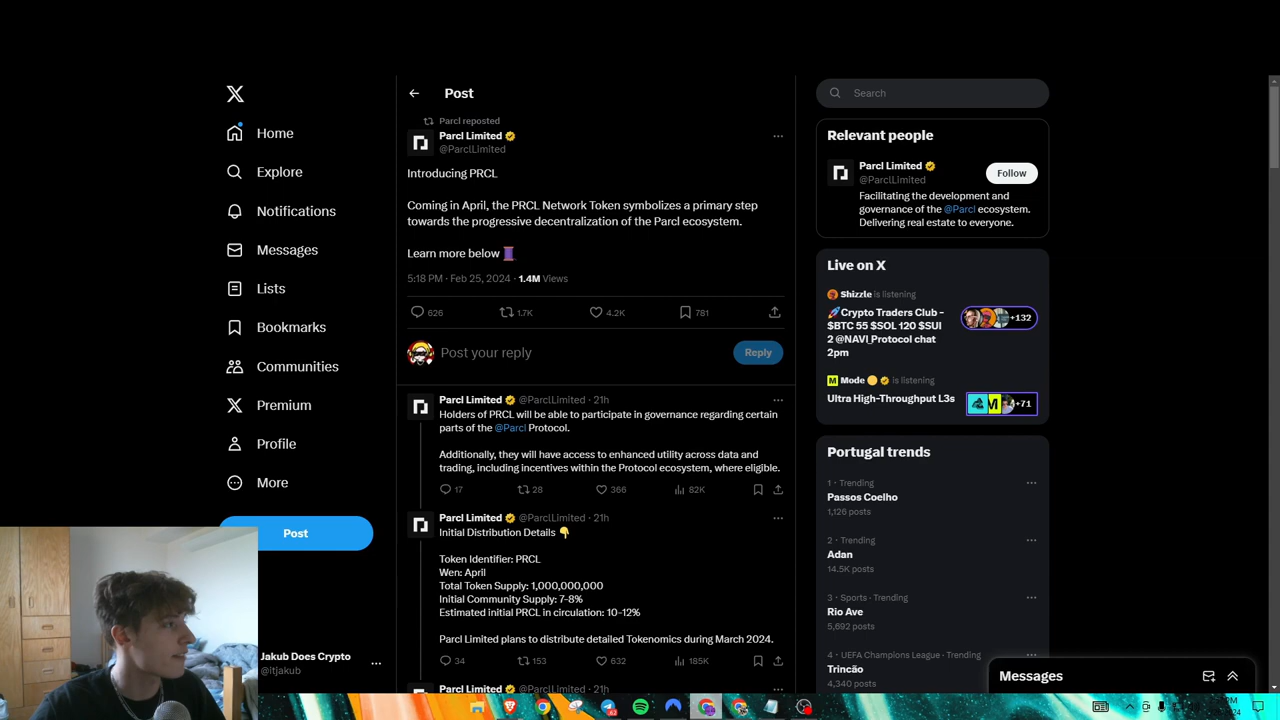 Home
Explore
Notifications
Messages
Lists
Bookmarks
Communities
Premium
Profile
More
Post
Jakub Does Crypto
@itjakub
Post
Parcl reposted
Parcl Limited
@ParclLimited
Introducing PRCL
Coming in April, the PRCL Network Token symbolizes a primary step
towards the progressive decentralization of the Parcl ecosystem.
Learn more below 🧵
5:18 PM · Feb 25, 2024 · 1.4M Views
626 1.7K 4.2K 781
Post your reply
Reply
Parcl Limited @ParclLimited · 21h
Holders of PRCL will be able to participate in governance regarding certain
parts of the @Parcl Protocol.
Additionally, they will have access to enhanced utility across data and
trading, including incentives within the Protocol ecosystem, where eligible.
17 28 366 82K
Parcl Limited @ParclLimited · 21h
Initial Distribution Details 👇
Token Identifier: PRCL
Wen: April
Total Token Supply: 1,000,000,000
Initial Community Supply: 7-8%
Estimated initial PRCL in circulation: 10-12%
Parcl Limited plans to distribute detailed Tokenomics during March 2024.
34 153 632 185K
Parcl Limited @ParclLimited · 21h
Search
Relevant people
Parcl Limited
@ParclLimited
Follow
Facilitating the development and
governance of the @Parcl ecosystem.
Delivering real estate to everyone.
Live on X
Shizzle is listening
🚀Crypto Traders Club –
$BTC 55 $SOL 120 $SUI
2 @NAVI_Protocol chat
2pm
+132
Mode is listening
Ultra High-Throughput L3s
+71
Portugal trends
1 · Trending
Passos Coelho
1,126 posts
2 · Trending
Adan
14.5K posts
3 · Sports · Trending
Rio Ave
5,692 posts
4 · UEFA Champions League · Trending
Trincão
4,340 posts
Messages